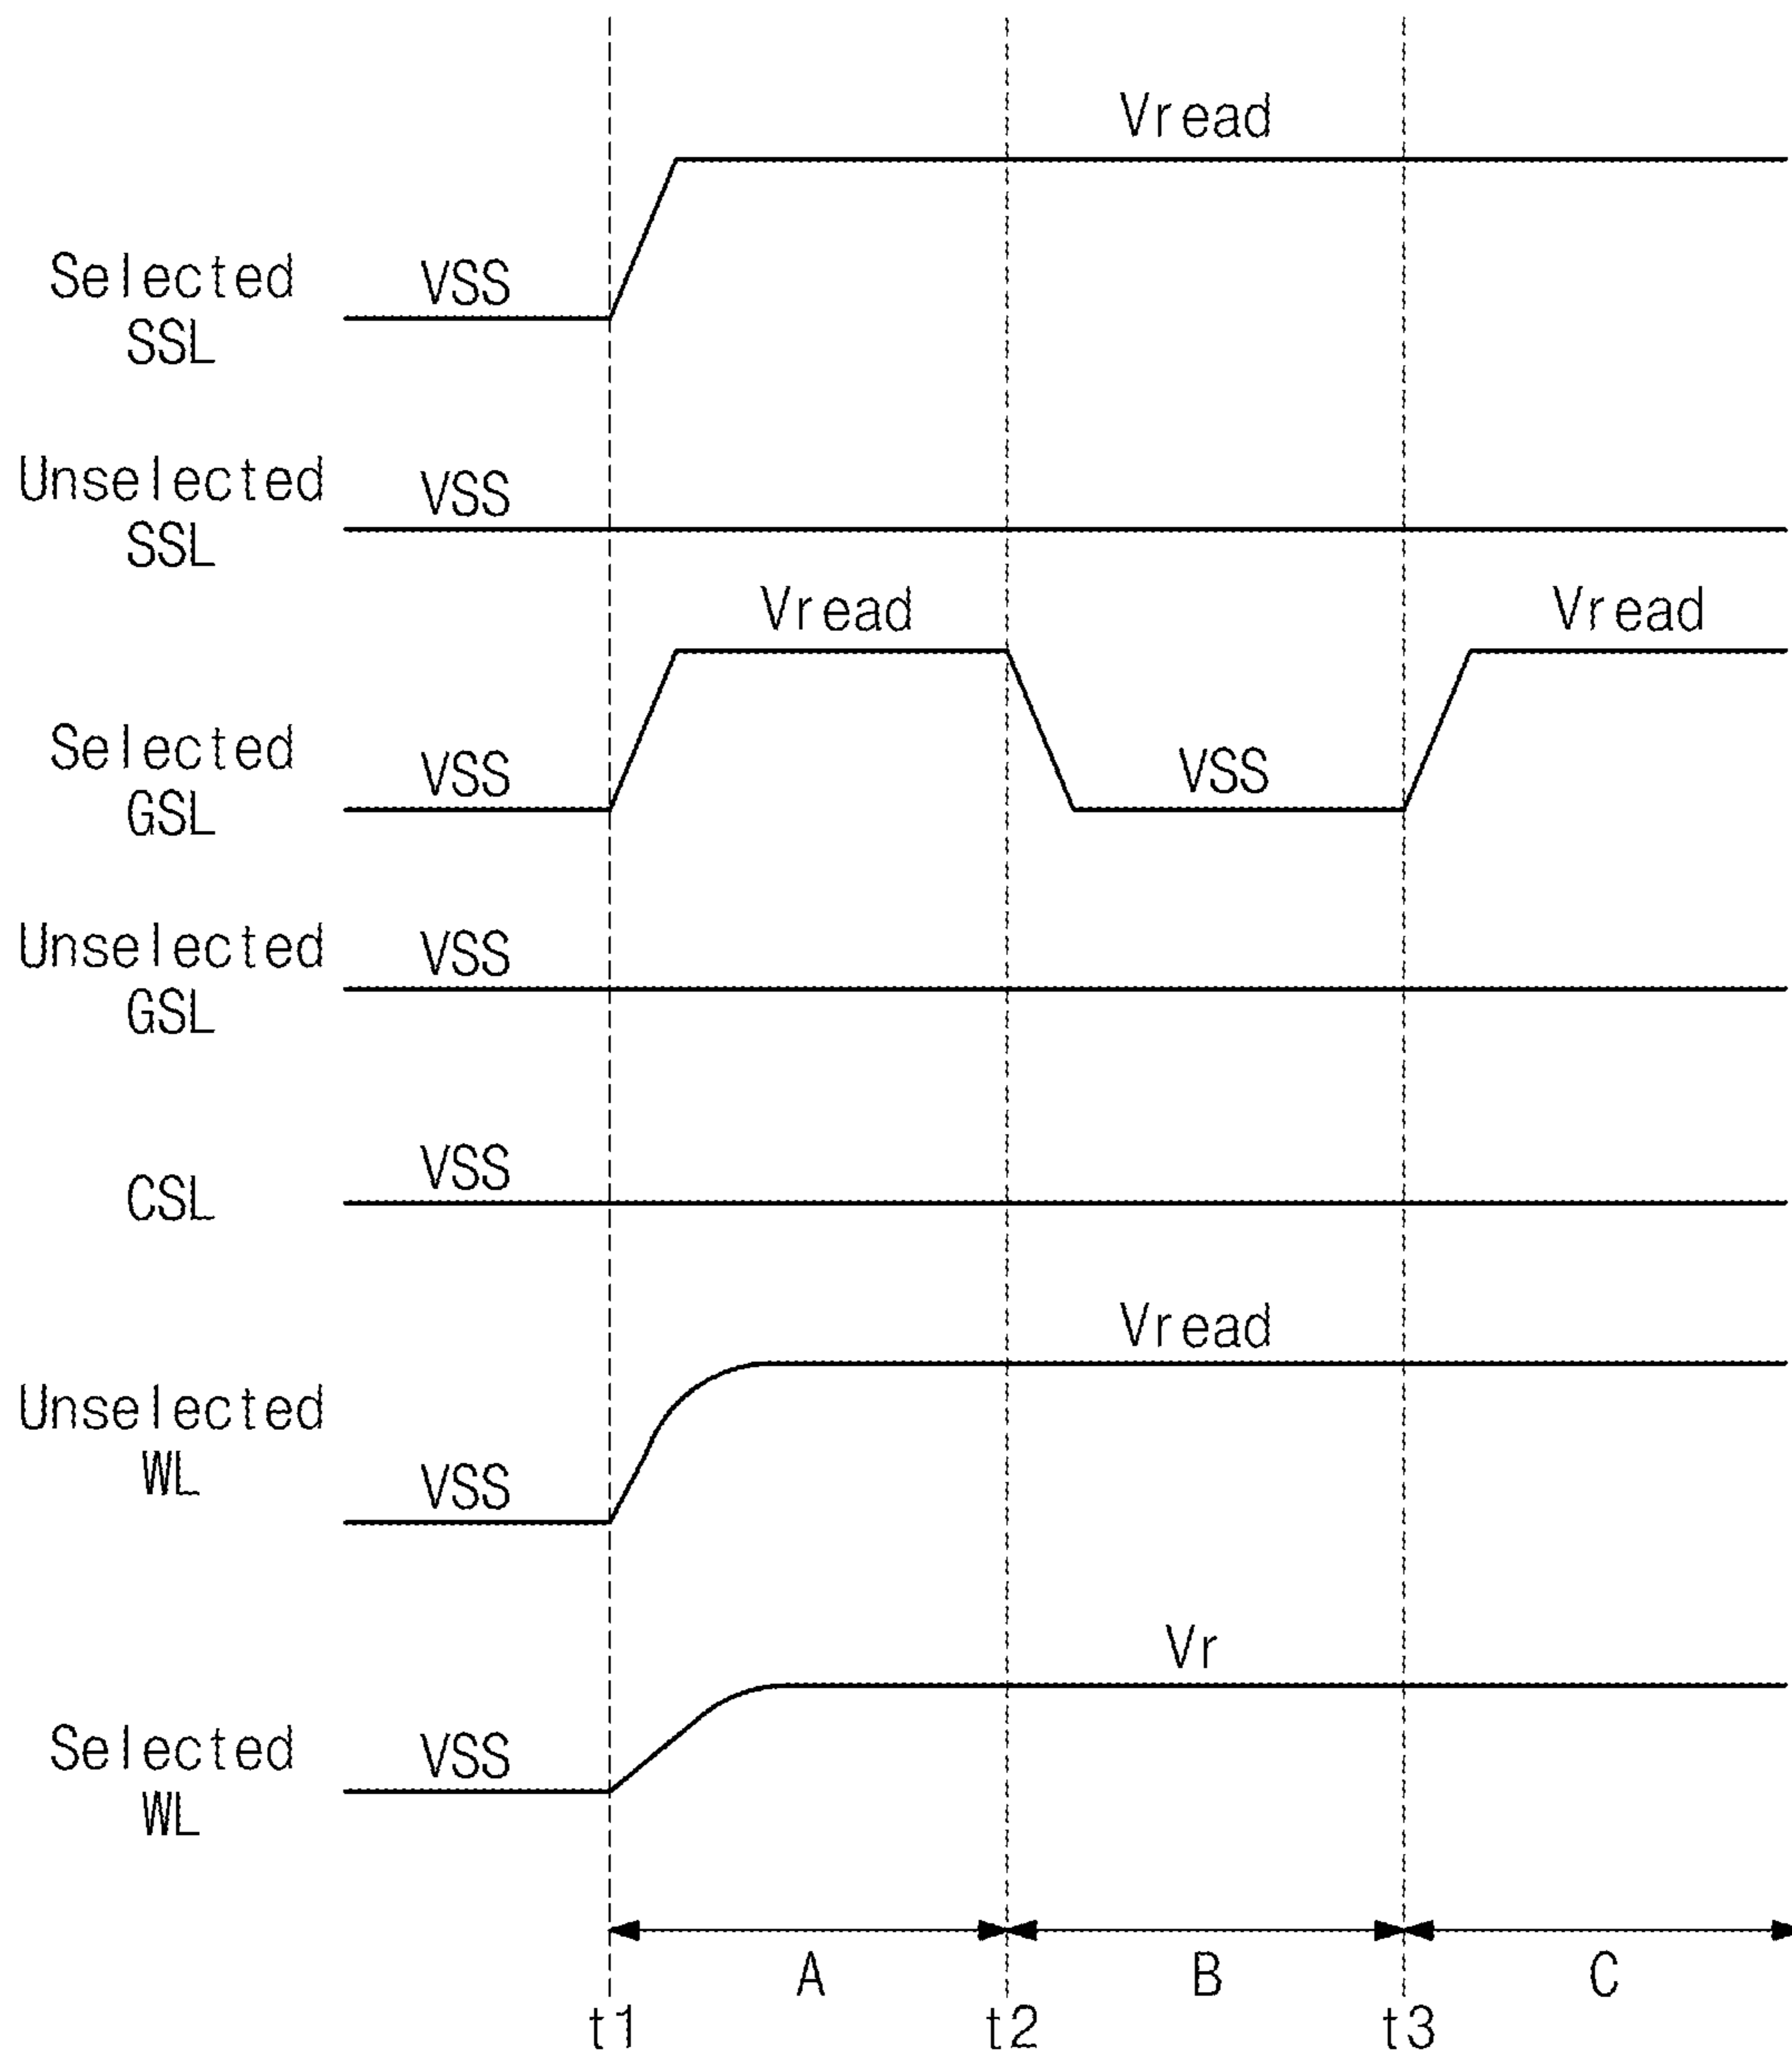 Vread
Selected
SSL
VSS
Unselected
SSL
VSS
Vread
Vread
Selected
GSL
VSS
VSS
Unselected
GSL
VSS
CSL
VSS
Vread
Unselected
WL
VSS
Vr
Selected
WL
VSS
A
B
C
t1
t2
t3